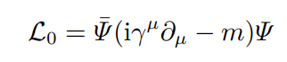 ℒ₀ = Ψ̄(iγ^μ∂_μ − m)Ψ